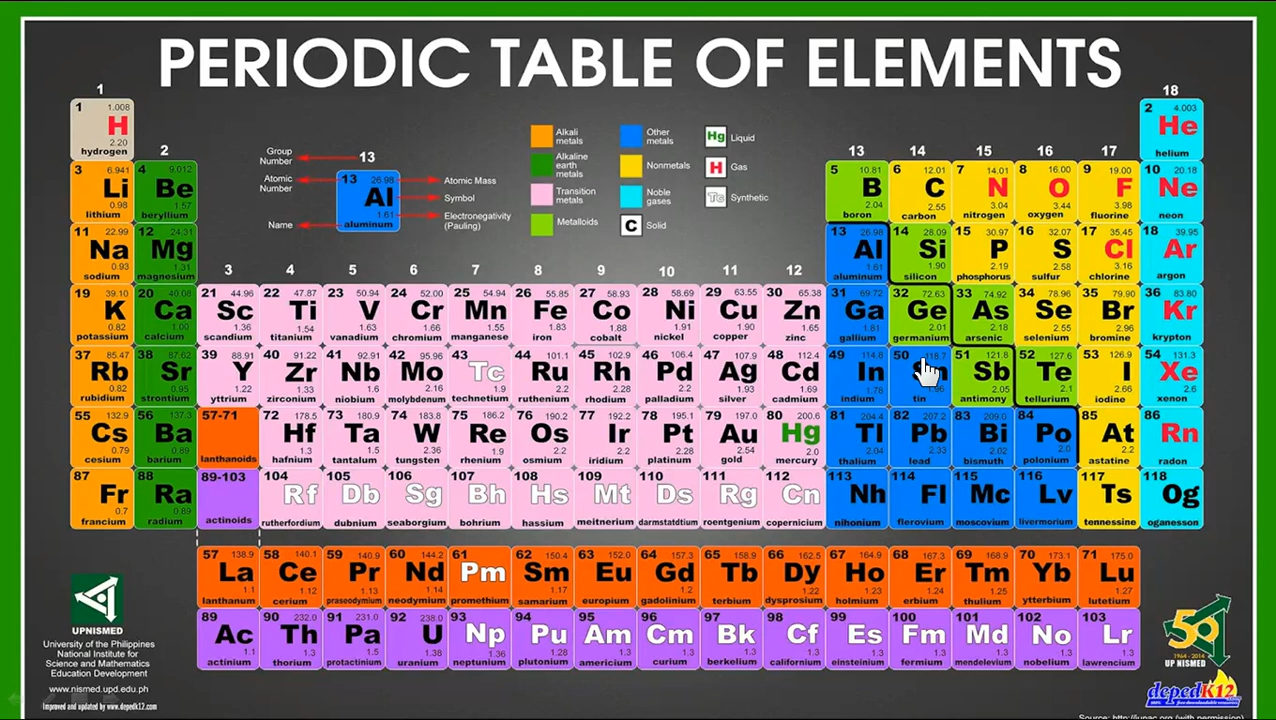 PERIODIC TABLE OF ELEMENTS
1 18
1 1.008 H 2.20 hydrogen
2 4.003 He helium
2 13 14 15 16 17
Group Number 13
Atomic Number
13 26.98 Al 1.61 aluminum
Name
Atomic Mass
Symbol
Electronegativity (Pauling)
Alkali metals
Alkaline earth metals
Transition metals
Metalloids
Other metals
Nonmetals
Noble gases
C Solid
Hg Liquid
H Gas
Tc Synthetic
3 6.941 Li 0.98 lithium
4 9.012 Be 1.57 beryllium
5 10.81 B 2.04 boron
6 12.01 C 2.55 carbon
7 14.01 N 3.04 nitrogen
8 16.00 O 3.44 oxygen
9 19.00 F 3.98 fluorine
10 20.18 Ne neon
11 22.99 Na 0.93 sodium
12 24.31 Mg 1.31 magnesium
13 26.98 Al 1.61 aluminum
14 28.09 Si 1.90 silicon
15 30.97 P 2.19 phosphorus
16 32.07 S 2.58 sulfur
17 35.45 Cl 3.16 chlorine
18 39.95 Ar argon
3 4 5 6 7 8 9 10 11 12
19 39.10 K 0.82 potassium
20 40.08 Ca 1.00 calcium
21 44.96 Sc 1.36 scandium
22 47.87 Ti 1.54 titanium
23 50.94 V 1.63 vanadium
24 52.00 Cr 1.66 chromium
25 54.94 Mn 1.55 manganese
26 55.85 Fe 1.83 iron
27 58.93 Co 1.88 cobalt
28 58.69 Ni 1.91 nickel
29 63.55 Cu 1.90 copper
30 65.38 Zn 1.65 zinc
31 69.72 Ga 1.81 gallium
32 72.63 Ge 2.01 germanium
33 74.92 As 2.18 arsenic
34 78.96 Se 2.55 selenium
35 79.90 Br 2.96 bromine
36 83.80 Kr krypton
37 85.47 Rb 0.82 rubidium
38 87.62 Sr 0.95 strontium
39 88.91 Y 1.22 yttrium
40 91.22 Zr 1.33 zirconium
41 92.91 Nb 1.6 niobium
42 95.96 Mo 2.16 molybdenum
43 Tc 2.10 technetium
44 101.1 Ru 2.2 ruthenium
45 102.9 Rh 2.28 rhodium
46 106.4 Pd 2.2 palladium
47 107.9 Ag 1.93 silver
48 112.4 Cd 1.69 cadmium
49 114.8 In 1.78 indium
50 118.7 1.96 tin
51 121.8 Sb 2.05 antimony
52 127.6 Te 2.1 tellurium
53 126.9 I 2.66 iodine
54 131.3 Xe 2.6 xenon
55 132.9 Cs 0.79 cesium
56 137.3 Ba 0.89 barium
57-71 lanthanoids
72 178.5 Hf 1.3 hafnium
73 180.9 Ta 1.5 tantalum
74 183.8 W 2.36 tungsten
75 186.2 Re 1.9 rhenium
76 190.2 Os 2.2 osmium
77 192.2 Ir 2.2 iridium
78 195.1 Pt 2.28 platinum
79 197.0 Au 2.54 gold
80 200.6 Hg 2.0 mercury
81 204.4 Tl 2.04 thalium
82 207.2 Pb 2.33 lead
83 209.0 Bi 2.02 bismuth
84 Po 2.0 polonium
85 At 2.2 astatine
86 Rn radon
87 Fr 0.7 francium
88 Ra 0.89 radium
89-103 actinoids
104 Rf rutherfordium
105 Db dubnium
106 Sg seaborgium
107 Bh bohrium
108 Hs hassium
109 Mt meitnerium
110 Ds darmstadtium
111 Rg roentgenium
112 Cn copernicium
113 Nh nihonium
114 Fl flerovium
115 Mc moscovium
116 Lv livermorium
117 Ts tennessine
118 Og oganesson
57 138.9 La 1.1 lanthanum
58 140.1 Ce 1.12 cerium
59 140.9 Pr 1.13 praseodymium
60 144.2 Nd 1.14 neodymium
61 Pm promethium
62 150.4 Sm 1.17 samarium
63 152.0 Eu europium
64 157.3 Gd 1.2 gadolinium
65 158.9 Tb terbium
66 162.5 Dy 1.22 dysprosium
67 164.9 Ho 1.23 holmium
68 167.3 Er 1.24 erbium
69 168.9 Tm 1.25 thulium
70 173.1 Yb ytterbium
71 175.0 Lu 1.27 lutetium
89 Ac 1.1 actinium
90 232.0 Th 1.3 thorium
91 231.0 Pa 1.5 protactinium
92 238.0 U 1.38 uranium
93 Np 1.36 neptunium
94 Pu 1.28 plutonium
95 Am 1.3 americium
96 Cm 1.3 curium
97 Bk 1.3 berkelium
98 Cf 1.3 californium
99 Es 1.3 einsteinium
100 Fm 1.3 fermium
101 Md 1.3 mendelevium
102 No 1.3 nobelium
103 Lr 1.3 lawrencium
UPNISMED
University of the Philippines
National Institute for
Science and Mathematics
Education Development
www.nismed.upd.edu.ph
Improved and updated by www.depedk12.com
50
1964 - 2014
UP NISMED
depedK12
Source: http://iupac.org (with permission)